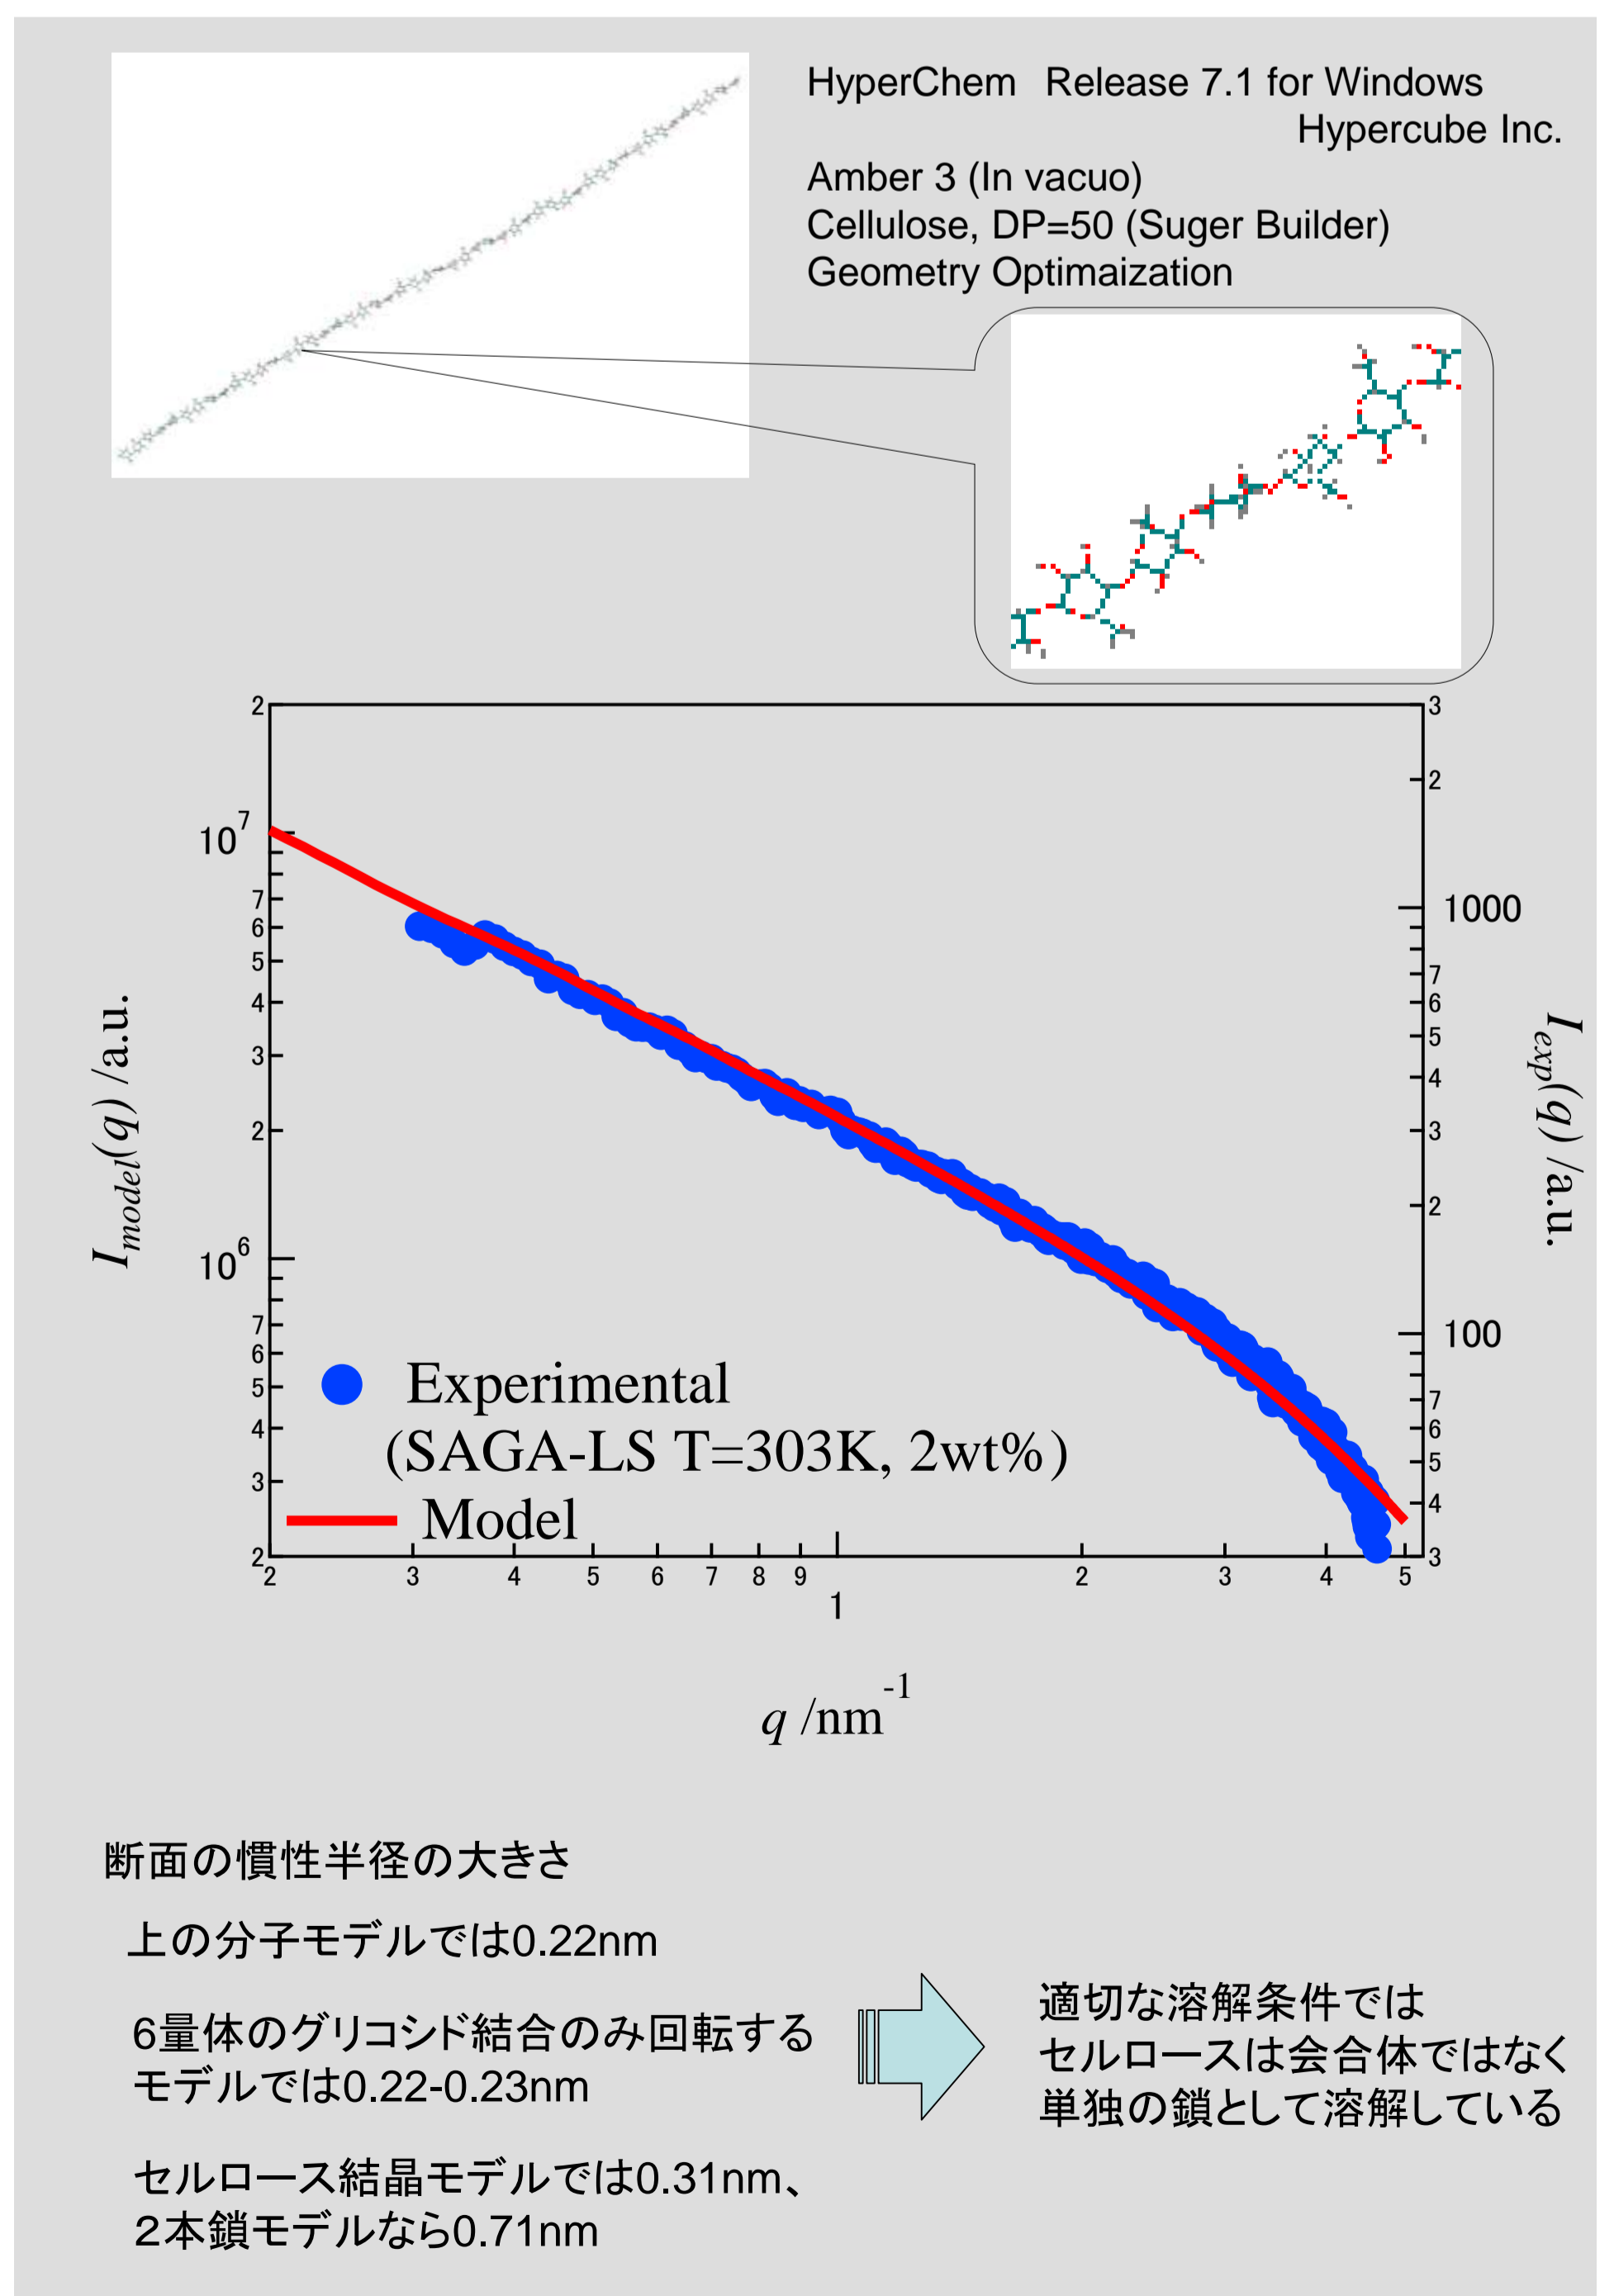 HyperChem Release 7.1 for Windows
Hypercube Inc.
Amber 3 (In vacuo)
Cellulose, DP=50 (Suger Builder)
Geometry Optimaization
2
10^7
7
6
5
4
3
2
10^6
7
6
5
4
3
2
I_model(q) /a.u.
3
2
1000
7
6
5
4
3
2
100
7
6
5
4
3
I_exp(q) /a.u.
Experimental
(SAGA-LS T=303K, 2wt%)
Model
2 3 4 5 6 7 8 9 1 2 3 4 5
q /nm^-1
断面の慣性半径の大きさ
上の分子モデルでは0.22nm
6量体のグリコシド結合のみ回転する
モデルでは0.22-0.23nm
セルロース結晶モデルでは0.31nm、
２本鎖モデルなら0.71nm
適切な溶解条件では
セルロースは会合体ではなく
単独の鎖として溶解している